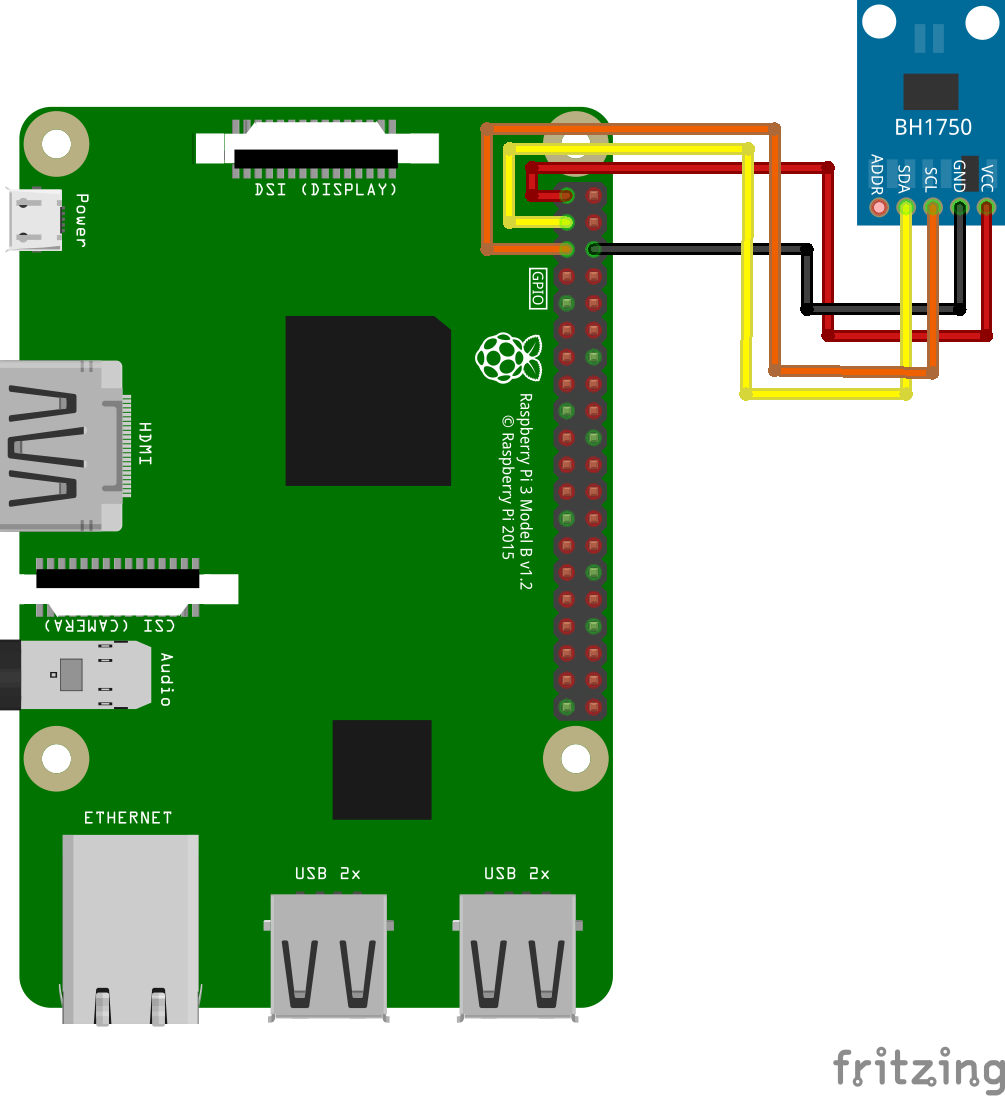 BH1750
ADDR
SDA
SCL
GND
VCC
DSI (DISPLAY)
Power
GPIO
HDMI
Raspberry Pi 3 Model B v1.2
© Raspberry Pi 2015
CSI (CAMERA)
Audio
ETHERNET
USB 2x
USB 2x
fritzing